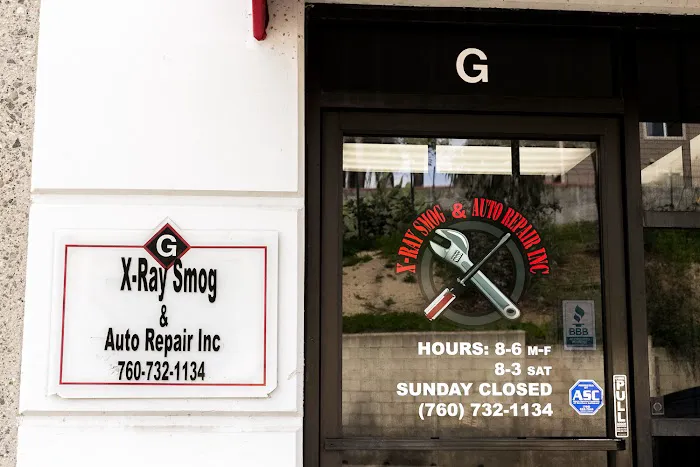 G
X-Ray Smog
&
Auto Repair Inc
760-732-1134
G
X-RAY SMOG & AUTO REPAIR INC
HOURS: 8-6 M-F
8-3 SAT
SUNDAY CLOSED
(760) 732-1134
BBB
ASC
PULL